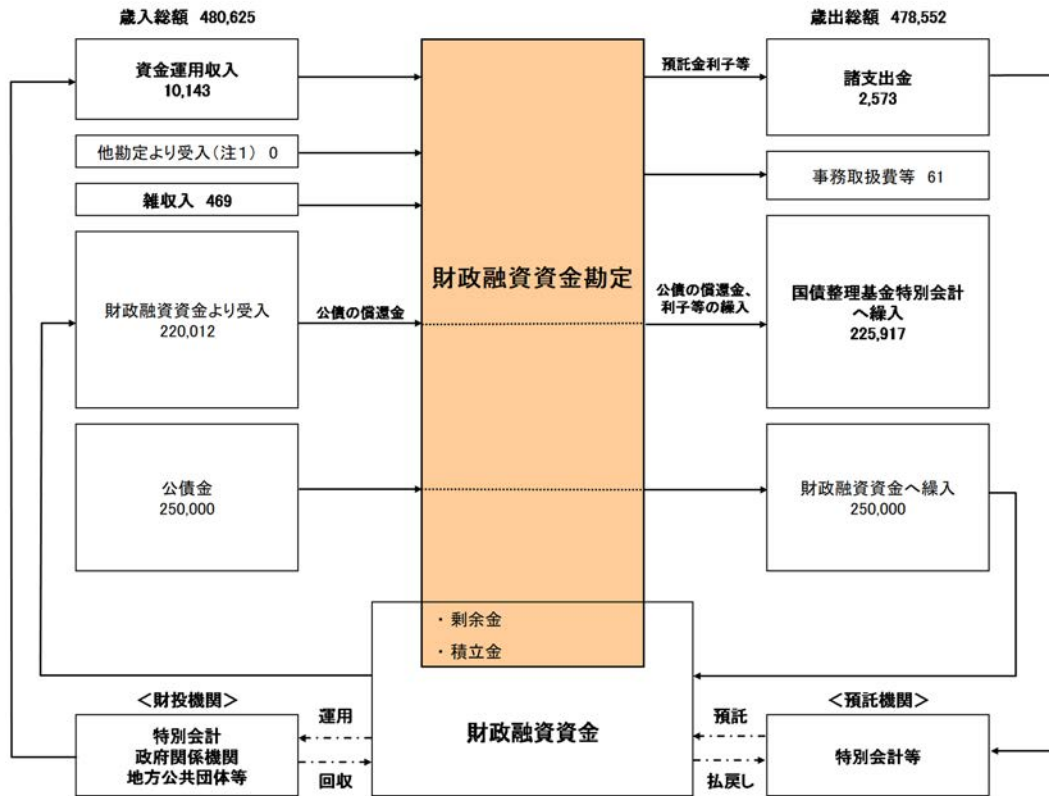 歳入総額 480,625
歳出総額 478,552
資金運用収入
10,143
預託金利子等
諸支出金
2,573
他勘定より受入(注1) 0
事務取扱費等 61
雑収入 469
財政融資資金勘定
財政融資資金より受入
220,012
公債の償還金
公債の償還金、
利子等の繰入
国債整理基金特別会計
へ繰入
225,917
公債金
250,000
財政融資資金へ繰入
250,000
・ 剰余金
・ 積立金
<財投機関>
特別会計
政府関係機関
地方公共団体等
運用
回収
財政融資資金
預託
払戻し
<預託機関>
特別会計等